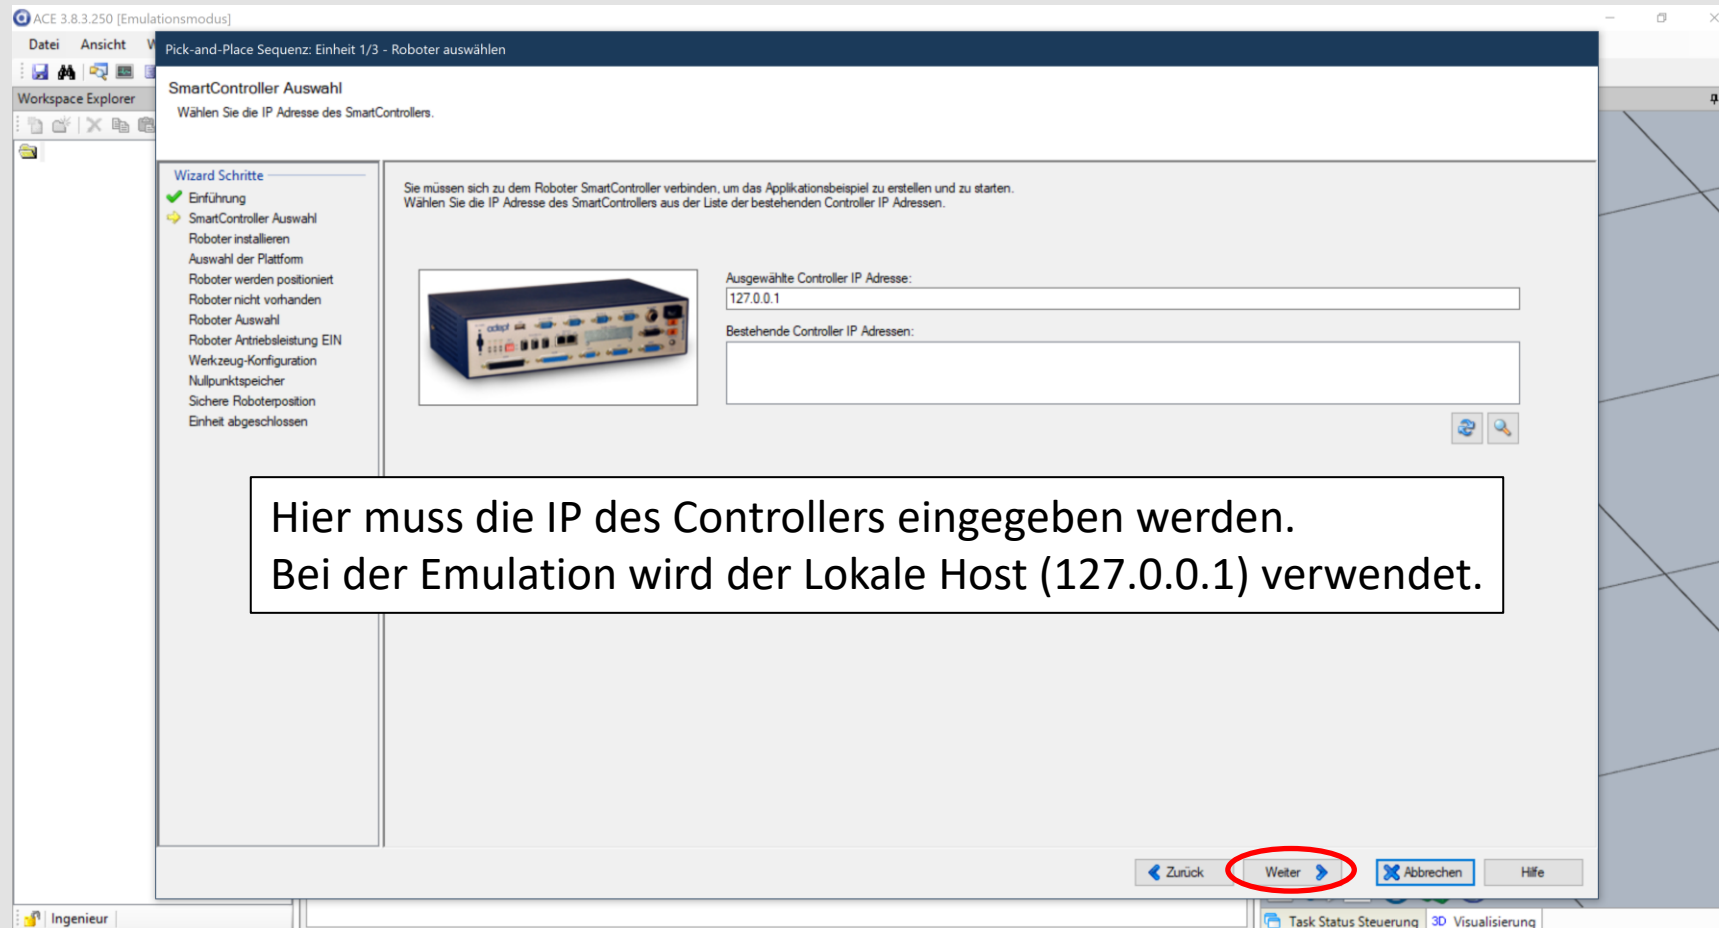 ACE 3.8.3.250 [Emulationsmodus]
Datei Ansicht
Pick-and-Place Sequenz: Einheit 1/3 - Roboter auswählen
Workspace Explorer
SmartController Auswahl
Wählen Sie die IP Adresse des SmartControllers.
Wizard Schritte
Einführung
SmartController Auswahl
Roboter installieren
Auswahl der Plattform
Roboter werden positioniert
Roboter nicht vorhanden
Roboter Auswahl
Roboter Antriebsleistung EIN
Werkzeug-Konfiguration
Nullpunktspeicher
Sichere Roboterposition
Einheit abgeschlossen
Sie müssen sich zu dem Roboter SmartController verbinden, um das Applikationsbeispiel zu erstellen und zu starten.
Wählen Sie die IP Adresse des SmartControllers aus der Liste der bestehenden Controller IP Adressen.
adept
Ausgewählte Controller IP Adresse:
127.0.0.1
Bestehende Controller IP Adressen:
Hier muss die IP des Controllers eingegeben werden.
Bei der Emulation wird der Lokale Host (127.0.0.1) verwendet.
Zurück Weiter Abbrechen Hilfe
Ingenieur
Task Status Steuerung 3D Visualisierung